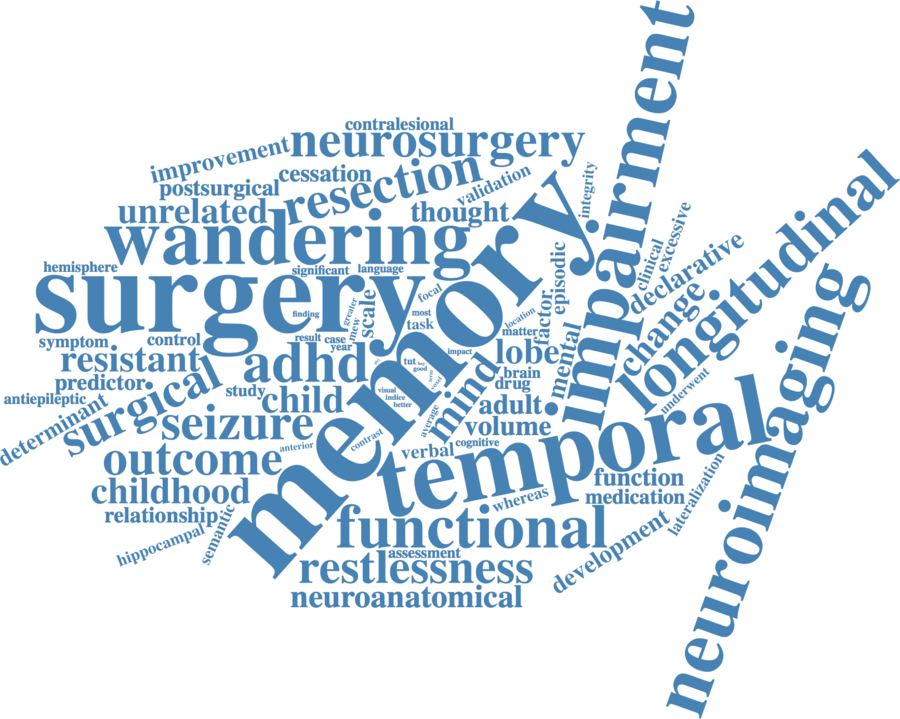 contralesional
neurosurgery
improvement
cessation
postsurgical
resection
validation
integrity
impairment
unrelated
thought
wandering
memory
longitudinal
hemisphere
significant
language
surgery
episodic
clinical
excessive
declarative
focal
finding
greater
new
scale
most
task
location
matter
factor
change
symptom
control
result
case
year
impact
lobe
mental
resistant
adhd
tut
good
brain
drug
mind
predictor
surgical
study
child
visual
indice
better
average
adult
underwent
antiepileptic
determinant
seizure
contrast
volume
temporal
neuroimaging
anterior
verbal
cognitive
outcome
childhood
whereas
function
medication
lateralization
relationship
semantic
functional
hippocampal
assessment
development
restlessness
neuroanatomical